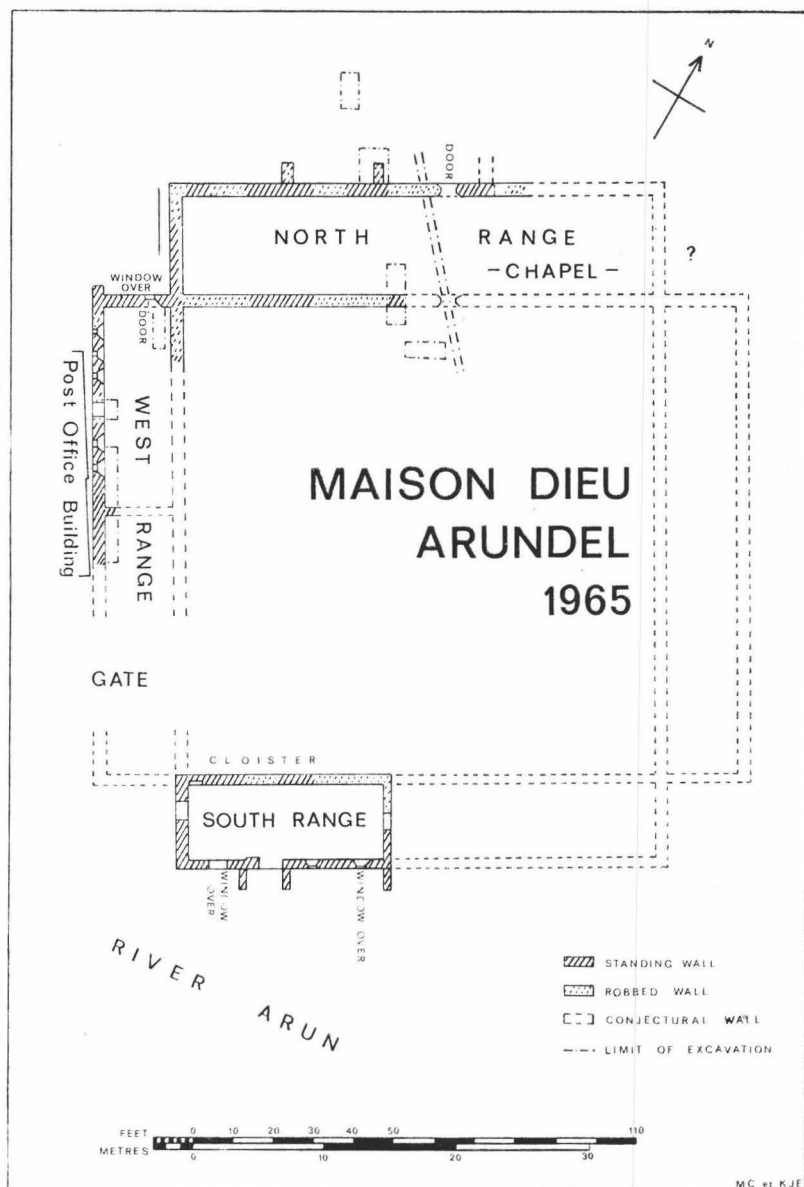 N
DOOR
NORTH RANGE
- CHAPEL -
?
WINDOW
OVER
DOOR
WEST
RANGE
Post Office Building
MAISON DIEU
ARUNDEL
1965
GATE
CLOISTER
SOUTH RANGE
WINDOW
OVER
WINDOW OVER
RIVER ARUN
STANDING WALL
ROBBED WALL
CONJECTURAL WALL
LIMIT OF EXCAVATION
FEET 0 10 20 30 40 50 110
METRES 0 10 20 30
MC et KJE